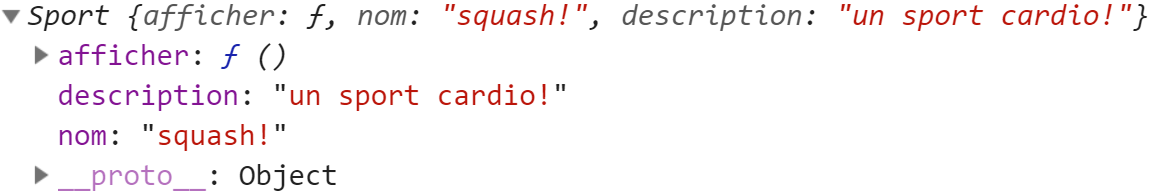 ▼ Sport {afficher: ƒ, nom: "squash!", description: "un sport cardio!"}
▶ afficher: ƒ ()
description: "un sport cardio!"
nom: "squash!"
▶ __proto__: Object